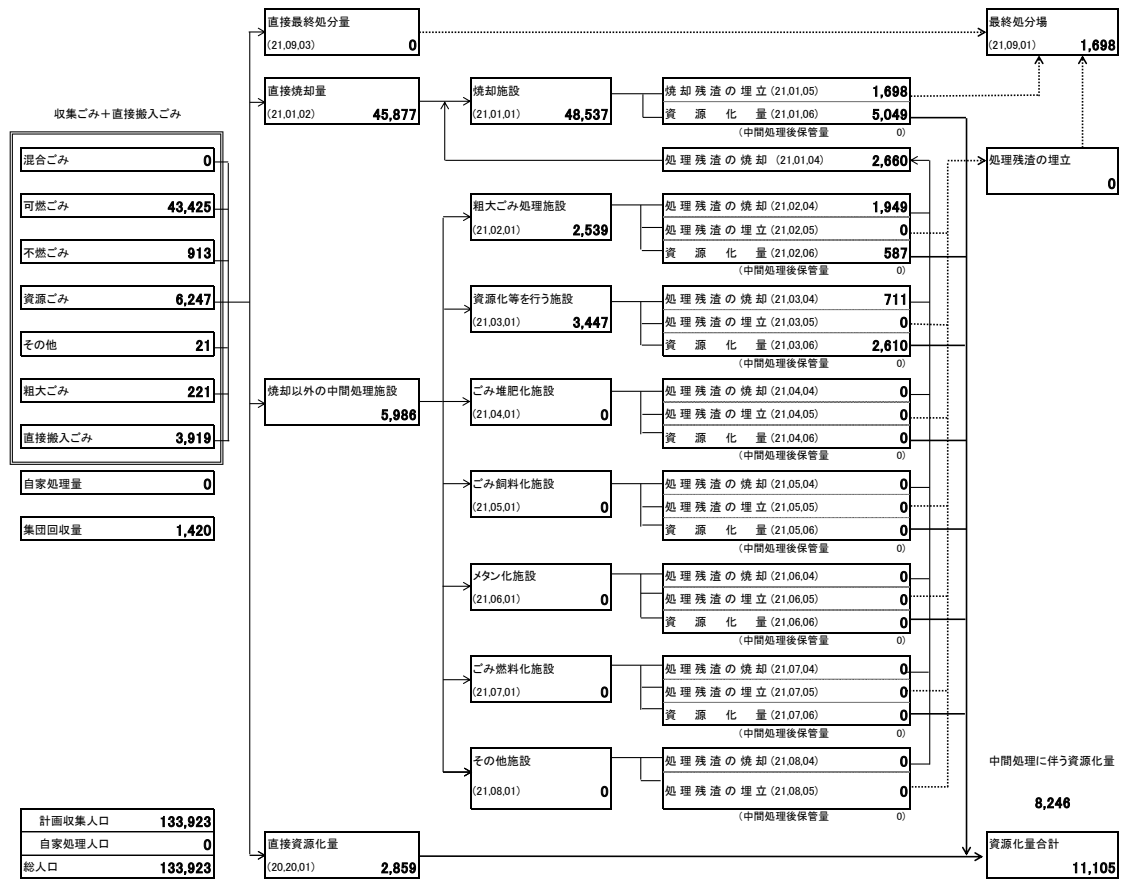 直接最終処分量
(21,09,03) 0
最終処分場
(21,09,01) 1,698
収集ごみ＋直接搬入ごみ
直接焼却量
(21,01,02) 45,877
焼却施設
(21,01,01) 48,537
焼却残渣の埋立 (21,01,05) 1,698
資源化量 (21,01,06) 5,049
(中間処理後保管量 0)
処理残渣の焼却 (21,01,04) 2,660
処理残渣の埋立
0
混合ごみ 0
可燃ごみ 43,425
不燃ごみ 913
資源ごみ 6,247
その他 21
粗大ごみ 221
直接搬入ごみ 3,919
自家処理量 0
集団回収量 1,420
焼却以外の中間処理施設
5,986
粗大ごみ処理施設
(21,02,01) 2,539
処理残渣の焼却 (21,02,04) 1,949
処理残渣の埋立 (21,02,05) 0
資源化量 (21,02,06) 587
(中間処理後保管量 0)
資源化等を行う施設
(21,03,01) 3,447
処理残渣の焼却 (21,03,04) 711
処理残渣の埋立 (21,03,05) 0
資源化量 (21,03,06) 2,610
(中間処理後保管量 0)
ごみ堆肥化施設
(21,04,01) 0
処理残渣の焼却 (21,04,04) 0
処理残渣の埋立 (21,04,05) 0
資源化量 (21,04,06) 0
(中間処理後保管量 0)
ごみ飼料化施設
(21,05,01) 0
処理残渣の焼却 (21,05,04) 0
処理残渣の埋立 (21,05,05) 0
資源化量 (21,05,06) 0
(中間処理後保管量 0)
メタン化施設
(21,06,01) 0
処理残渣の焼却 (21,06,04) 0
処理残渣の埋立 (21,06,05) 0
資源化量 (21,06,06) 0
(中間処理後保管量 0)
ごみ燃料化施設
(21,07,01) 0
処理残渣の焼却 (21,07,04) 0
処理残渣の埋立 (21,07,05) 0
資源化量 (21,07,06) 0
(中間処理後保管量 0)
その他施設
(21,08,01) 0
処理残渣の焼却 (21,08,04) 0
処理残渣の埋立 (21,08,05) 0
(中間処理後保管量 0)
中間処理に伴う資源化量
8,246
計画収集人口 133,923
自家処理人口 0
総人口 133,923
直接資源化量
(20,20,01) 2,859
資源化量合計
11,105